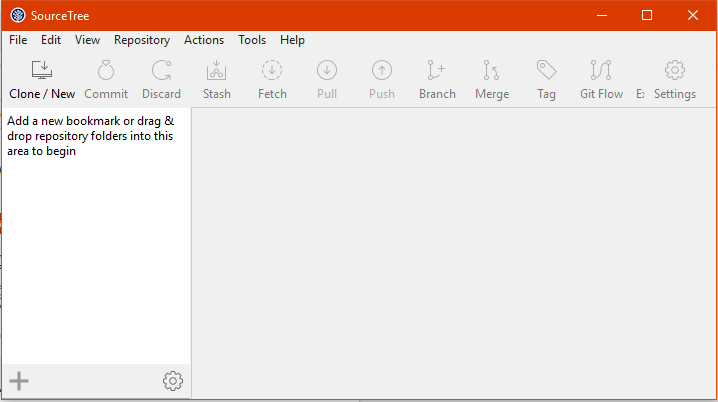 SourceTree
File Edit View Repository Actions Tools Help
Clone / New Commit Discard Stash Fetch Pull Push Branch Merge Tag Git Flow Settings
Add a new bookmark or drag &
drop repository folders into this
area to begin